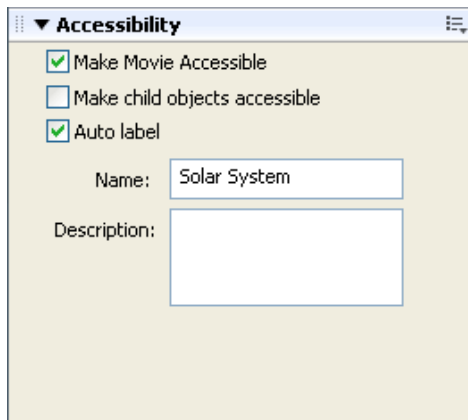 Accessibility
Make Movie Accessible
Make child objects accessible
Auto label
Name: Solar System
Description: